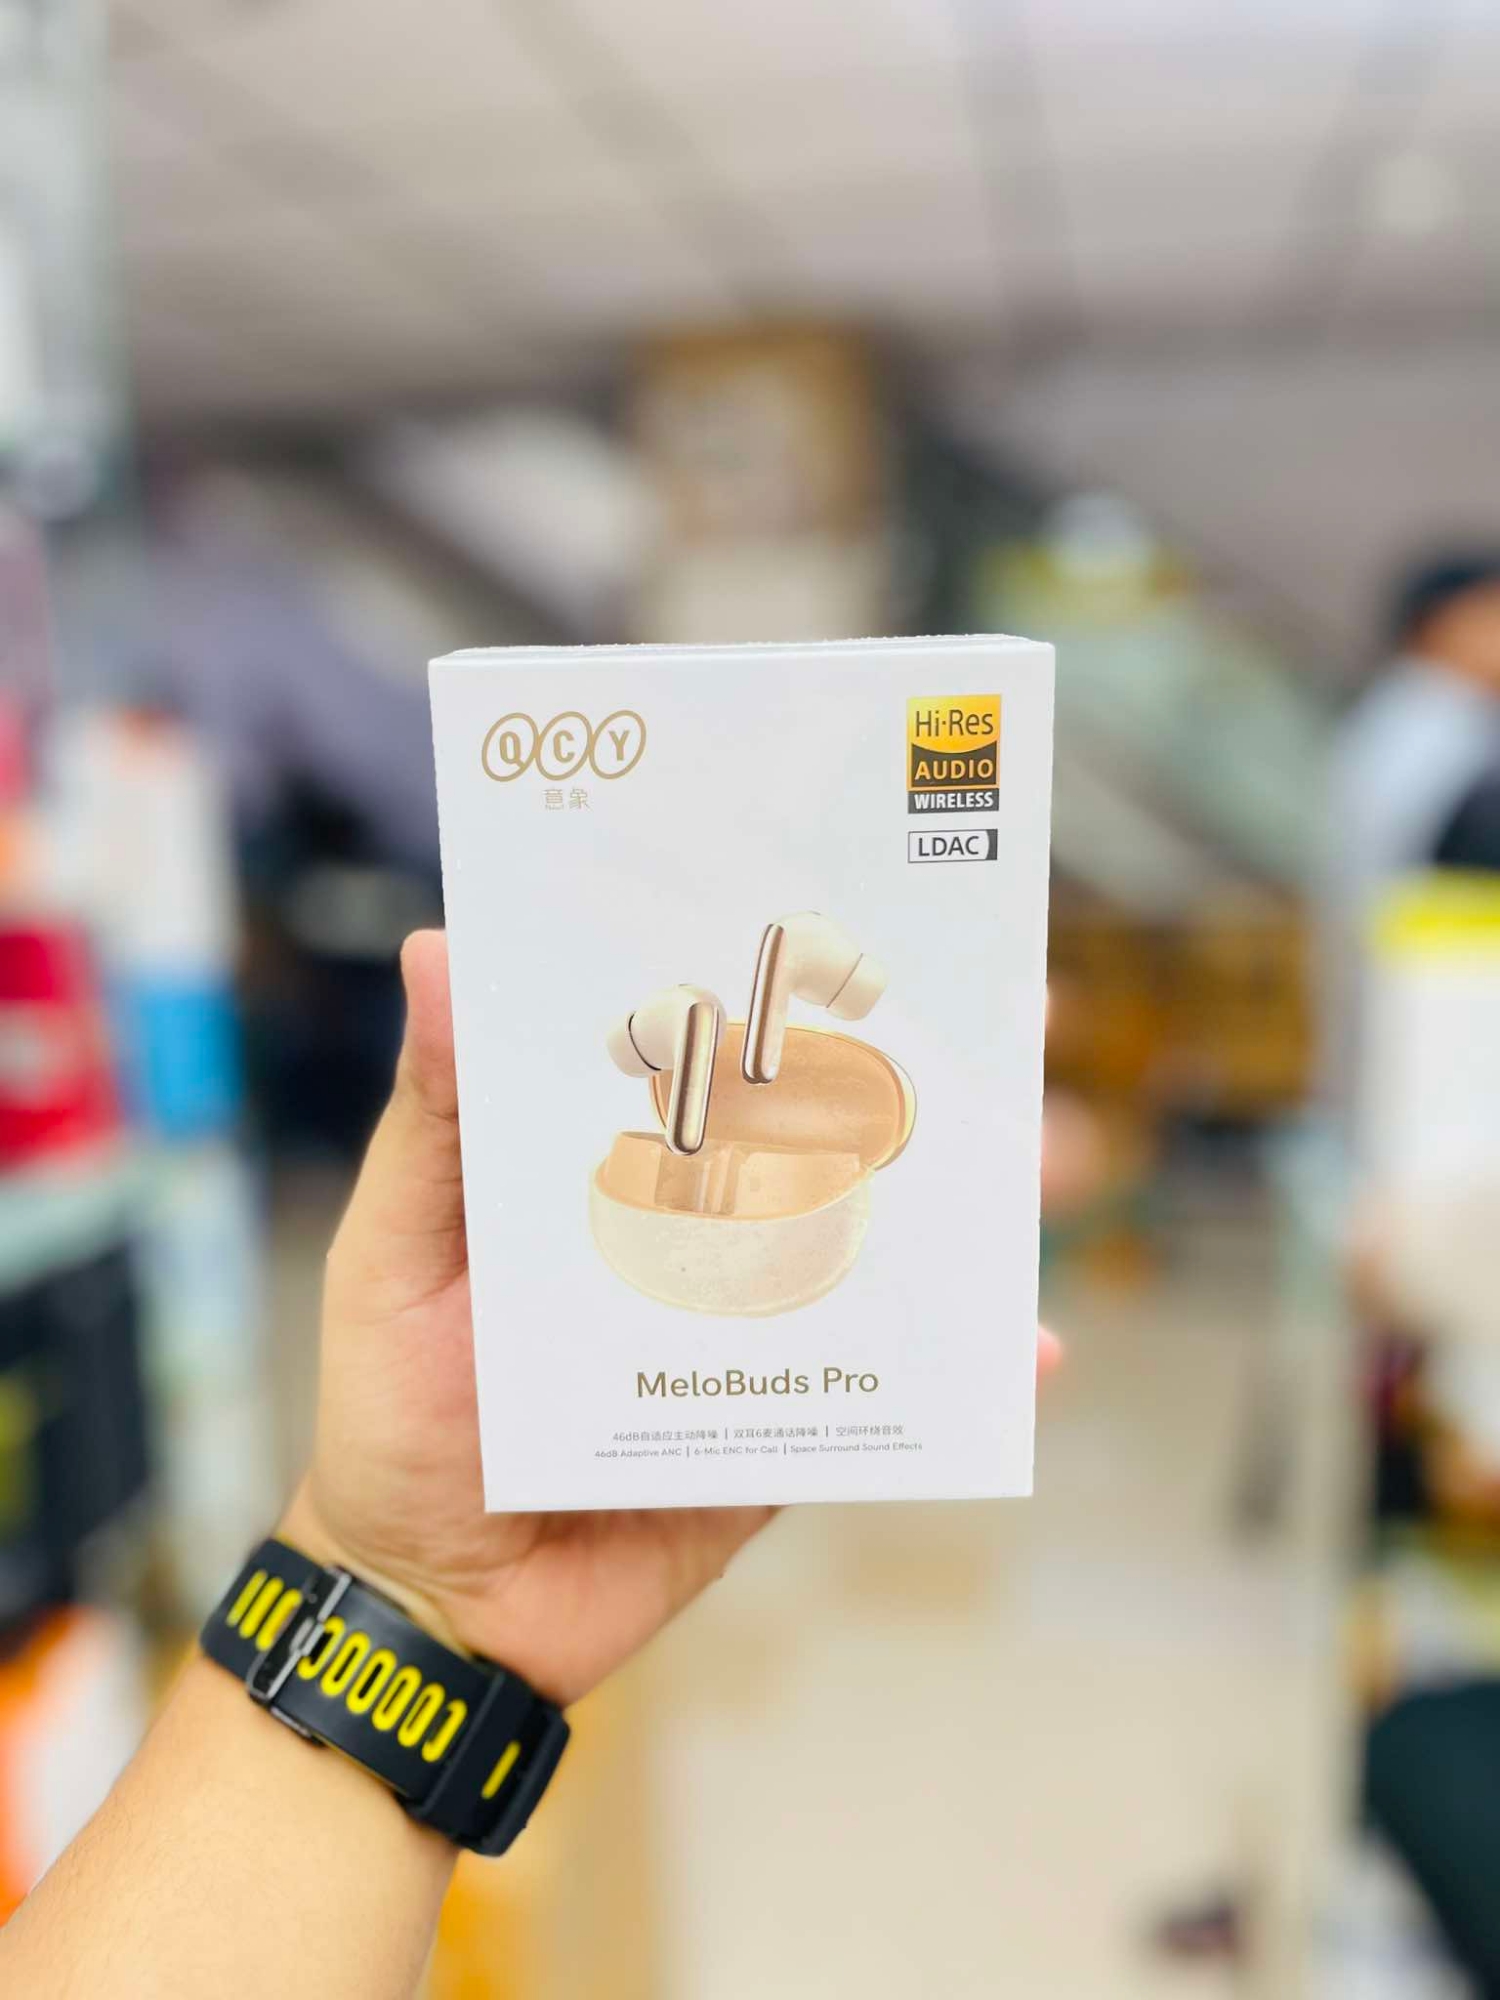 QCY
意象
Hi-Res
AUDIO
WIRELESS
LDAC
MeloBuds Pro
46dB自适应主动降噪 | 双耳6麦通话降噪 | 空间环绕音效
46dB Adaptive ANC | 6-Mic ENC for Call | Space Surround Sound Effects